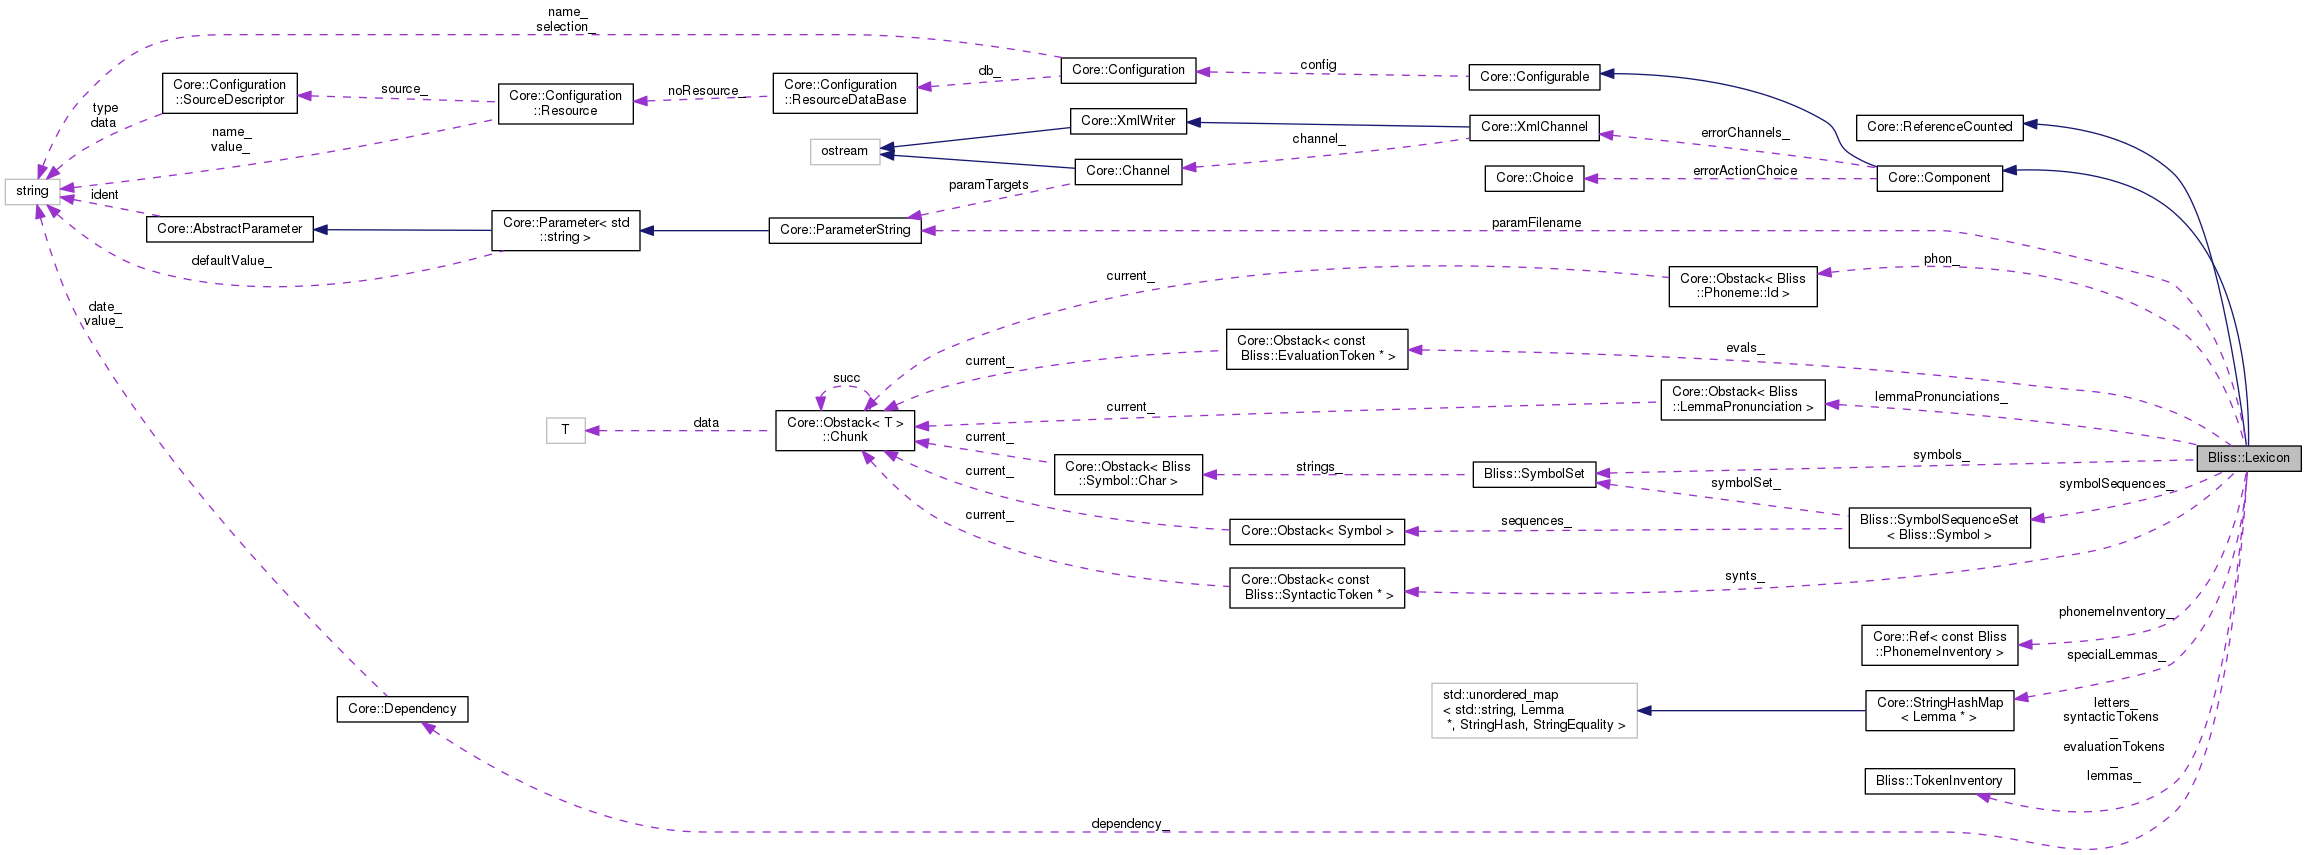 name_
selection_
Core::Configuration
::SourceDescriptor
type
data
source_
Core::Configuration
::Resource
name_
value_
noResource_
Core::Configuration
::ResourceDataBase
db_
Core::Configuration
config
Core::Configurable
Core::XmlWriter
ostream
Core::XmlChannel
channel_
Core::Channel
errorChannels_
Core::ReferenceCounted
Core::Choice
errorActionChoice
Core::Component
string
ident
paramTargets
Core::AbstractParameter
Core::Parameter< std
::string >
Core::ParameterString
paramFilename
defaultValue_
date_
value_
current_
Core::Obstack< Bliss
::Phoneme::Id >
phon_
Core::Obstack< const
Bliss::EvaluationToken * >
evals_
current_
succ
Core::Obstack< Bliss
::LemmaPronunciation >
lemmaPronunciations_
current_
T
data
Core::Obstack< T >
::Chunk
current_
Core::Obstack< Bliss
::Symbol::Char >
strings_
Bliss::SymbolSet
symbols_
Bliss::Lexicon
symbolSet_
symbolSequences_
current_
Core::Obstack< Symbol >
sequences_
Bliss::SymbolSequenceSet
< Bliss::Symbol >
current_
Core::Obstack< const
Bliss::SyntacticToken * >
synts_
phonemeInventory_
Core::Ref< const Bliss
::PhonemeInventory >
specialLemmas_
std::unordered_map
< std::string, Lemma
*, StringHash, StringEquality >
Core::StringHashMap
< Lemma * >
Core::Dependency
letters_
syntacticTokens
_
evaluationTokens
_
lemmas_
Bliss::TokenInventory
dependency_